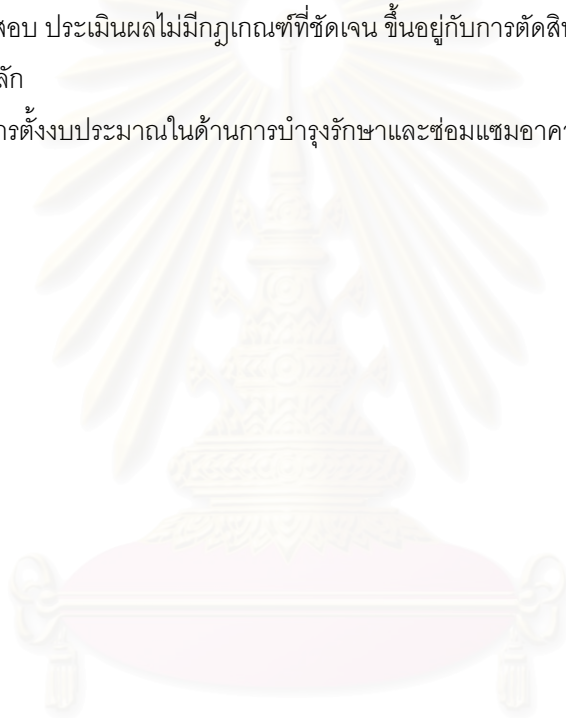 สอบ ประเมินผลไม่มีกฎเกณฑ์ที่ชัดเจน ขึ้นอยู่กับการตัดสิ
ลัก
ารตั้งงบประมาณในด้านการบำรุงรักษาและซ่อมแซมอาคา